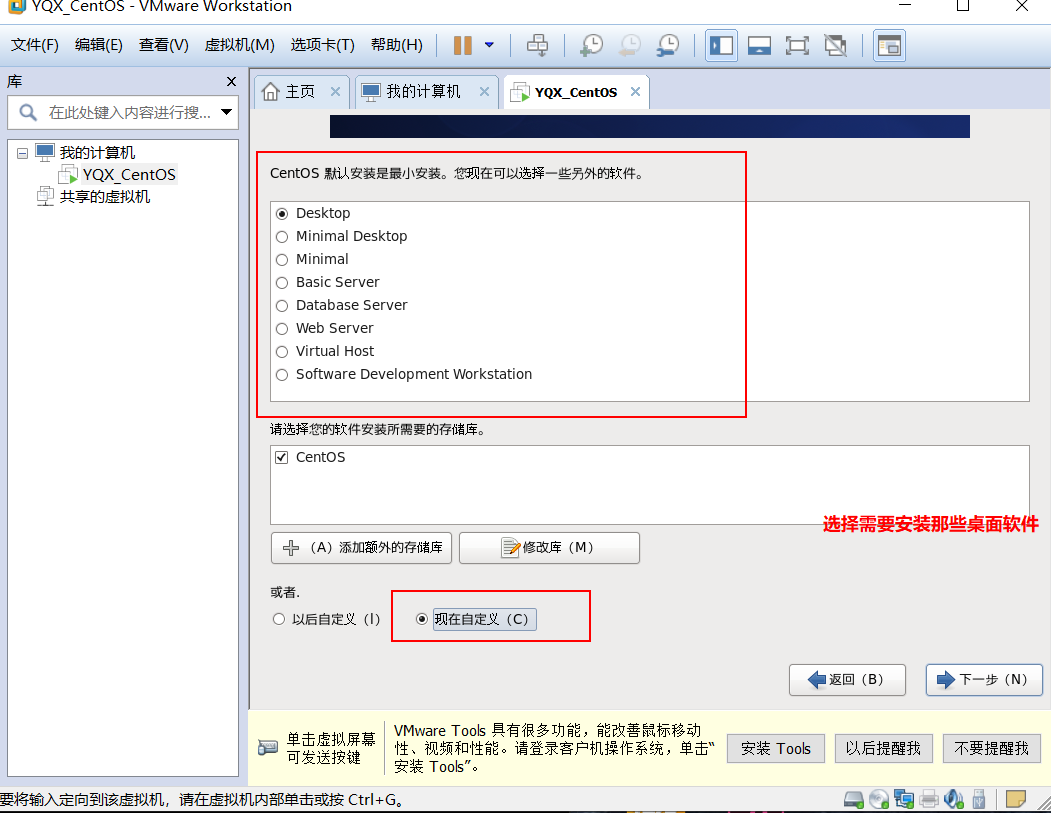 YQX_CentOS - VMware Workstation
文件(F) 编辑(E) 查看(V) 虚拟机(M) 选项卡(T) 帮助(H)
库
在此处键入内容进行搜...
我的计算机
YQX_CentOS
共享的虚拟机
主页 我的计算机 YQX_CentOS
CentOS 默认安装是最小安装。您现在可以选择一些另外的软件。
Desktop
Minimal Desktop
Minimal
Basic Server
Database Server
Web Server
Virtual Host
Software Development Workstation
请选择您的软件安装所需要的存储库。
CentOS
选择需要安装那些桌面软件
（A）添加额外的存储库 修改库（M）
或者.
以后自定义（l） 现在自定义（C）
返回（B） 下一步（N）
单击虚拟屏幕
可发送按键
VMware Tools 具有很多功能，能改善鼠标移动
性、视频和性能。请登录客户机操作系统，单击“
安装 Tools”。
安装 Tools 以后提醒我 不要提醒我
要将输入定向到该虚拟机，请在虚拟机内部单击或按 Ctrl+G。